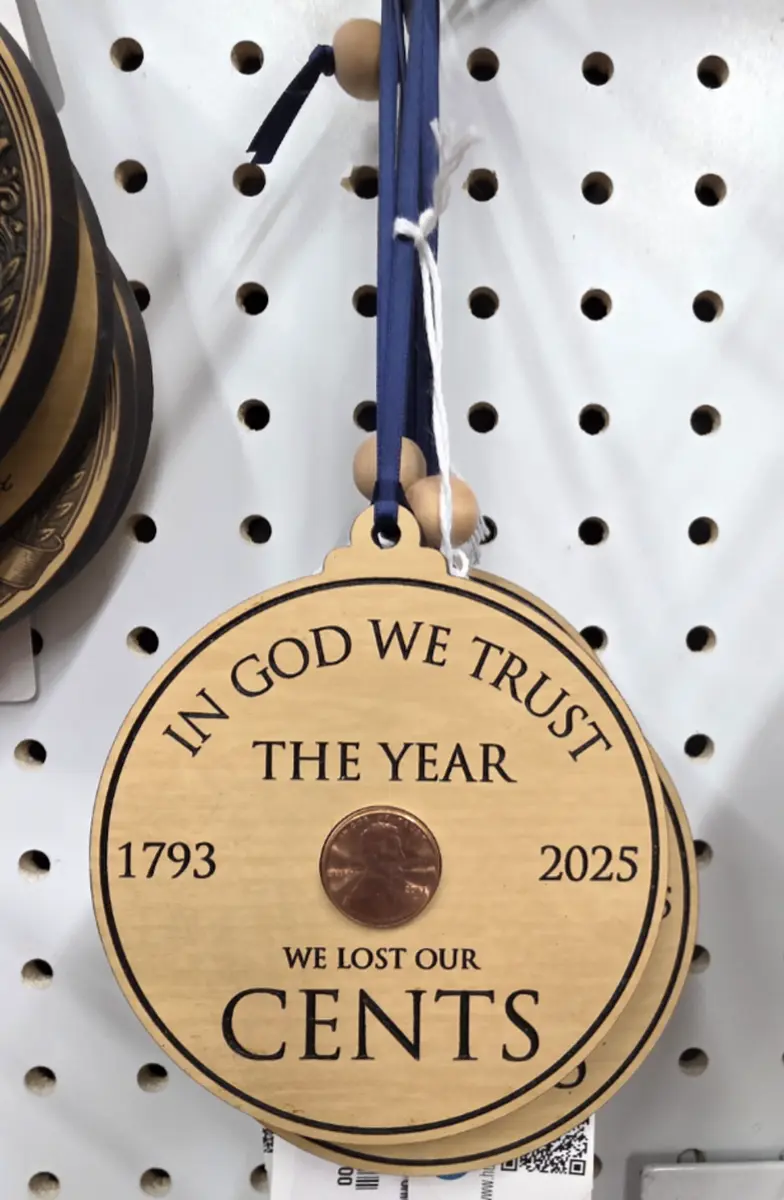 IN GOD WE TRUST
THE YEAR
1793 2025
WE LOST OUR
CENTS